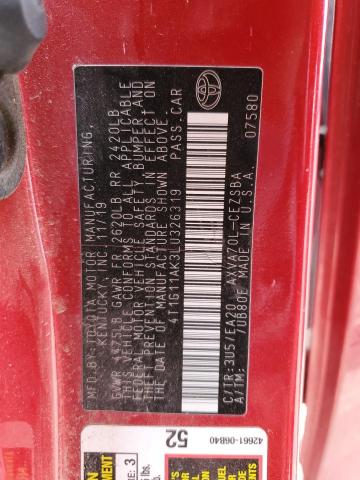 MFD.BY:TOYOTA MOTOR MANUFACTURING,
KENTUCKY, INC. 11/19
GVWR 4475LB GAWR FR 2620LB RR 2420LB
THIS VEHICLE CONFORMS TO ALL APPLICABLE
FEDERAL MOTOR VEHICLE SAFETY, BUMPER, AND
THEFT PREVENTION STANDARDS IN EFFECT ON
THE DATE OF MANUFACTURE SHOWN ABOVE.
4T1G11AK3LU326319 PASS.CAR
C/TR:3U5/EA20 AXVA70L-CEZSBA
A/TM: /UB80E MADE IN U.S.A.
07580
42661-06B40
52
3